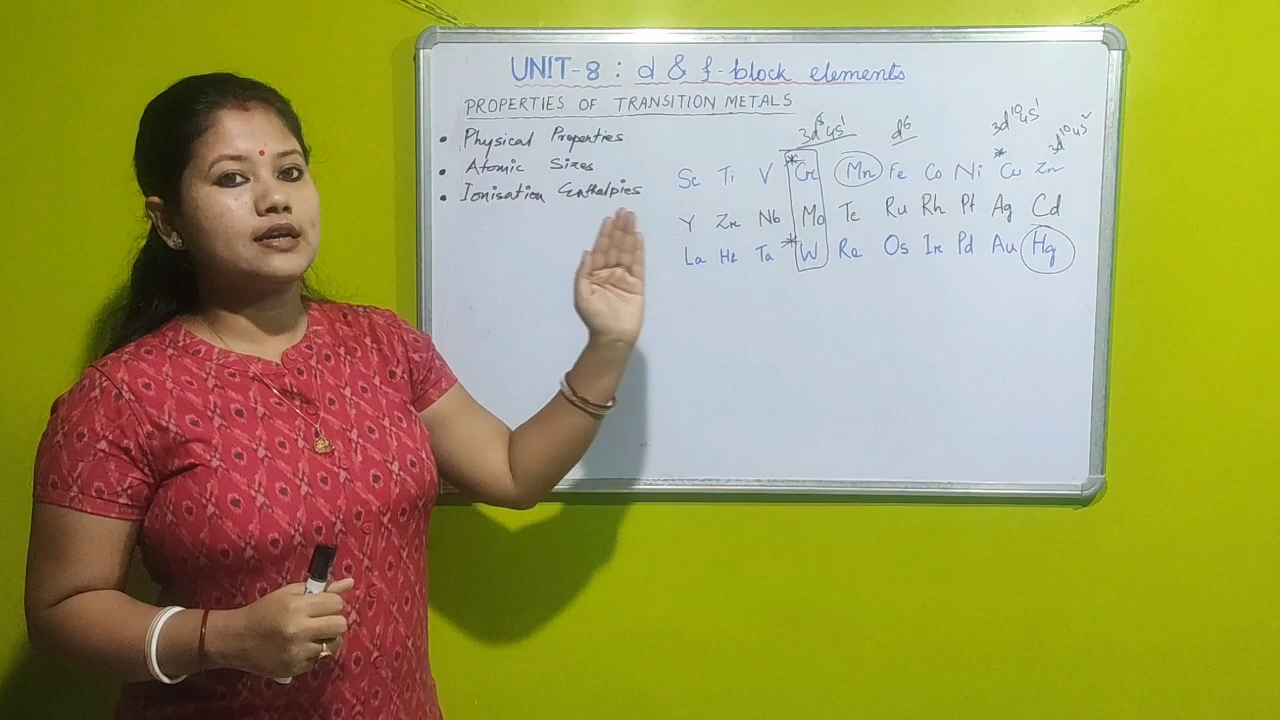 UNIT-8 : d & f-block elements
PROPERTIES OF TRANSITION METALS
• Physical Properties
• Atomic Sizes
• Ionisation Enthalpies
3d⁵4s¹ d⁶ 3d¹⁰4s¹ 3d¹⁰4s²
Sc Ti V *Cr Mn Fe Co Ni *Cu Zn
Y Zr Nb Mo Tc Ru Rh Pt Ag Cd
La Hf Ta *W Re Os Ir Pd Au Hg